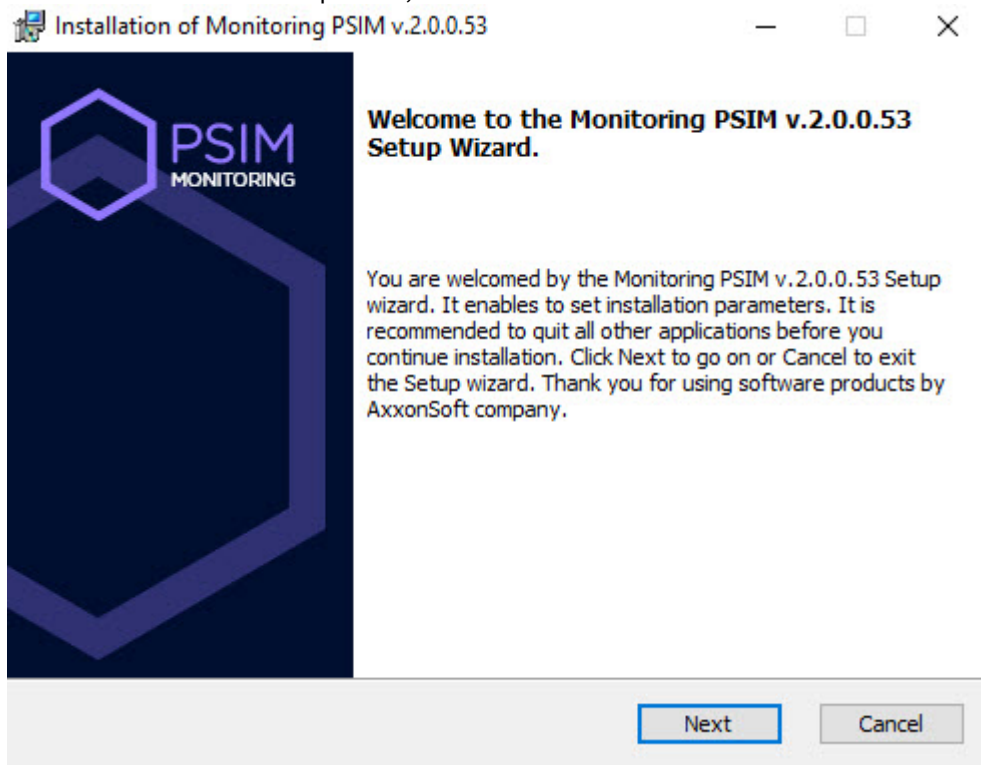 Installation of Monitoring PSIM v.2.0.0.53
PSIM
MONITORING
Welcome to the Monitoring PSIM v.2.0.0.53
Setup Wizard.
You are welcomed by the Monitoring PSIM v.2.0.0.53 Setup
wizard. It enables to set installation parameters. It is
recommended to quit all other applications before you
continue installation. Click Next to go on or Cancel to exit
the Setup wizard. Thank you for using software products by
AxxonSoft company.
Next
Cancel